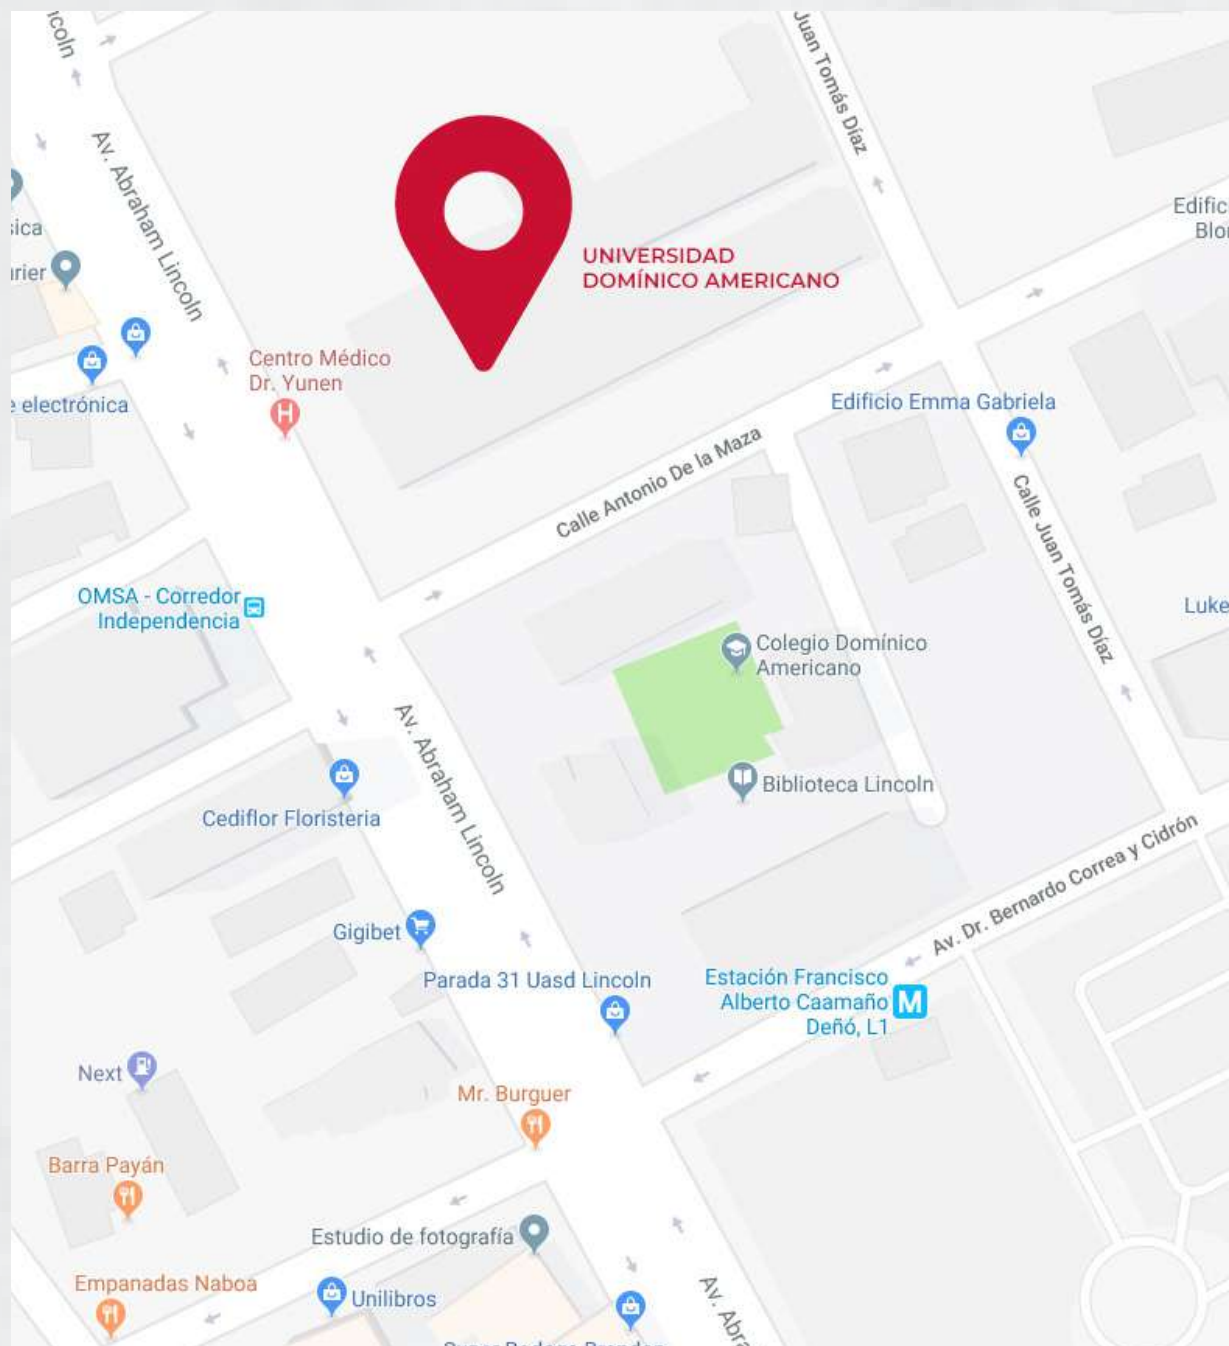 Juan Tomás Díaz
Av. Abraham Lincoln
UNIVERSIDAD
DOMÍNICO AMERICANO
Centro Médico
Dr. Yunen
electrónica
Edificio Emma Gabriela
Calle Antonio De la Maza
Calle Juan Tomás Díaz
OMSA - Corredor
Independencia
Colegio Domínico
Americano
Av. Abraham Lincoln
Biblioteca Lincoln
Cediflor Floristeria
Av. Dr. Bernardo Correa y Cidrón
Gigibet
Parada 31 Uasd Lincoln
Estación Francisco
Alberto Caamaño
Deñó, L1
M
Next
Mr. Burguer
Barra Payán
Estudio de fotografía
Empanadas Naboa
Unilibros
Av.